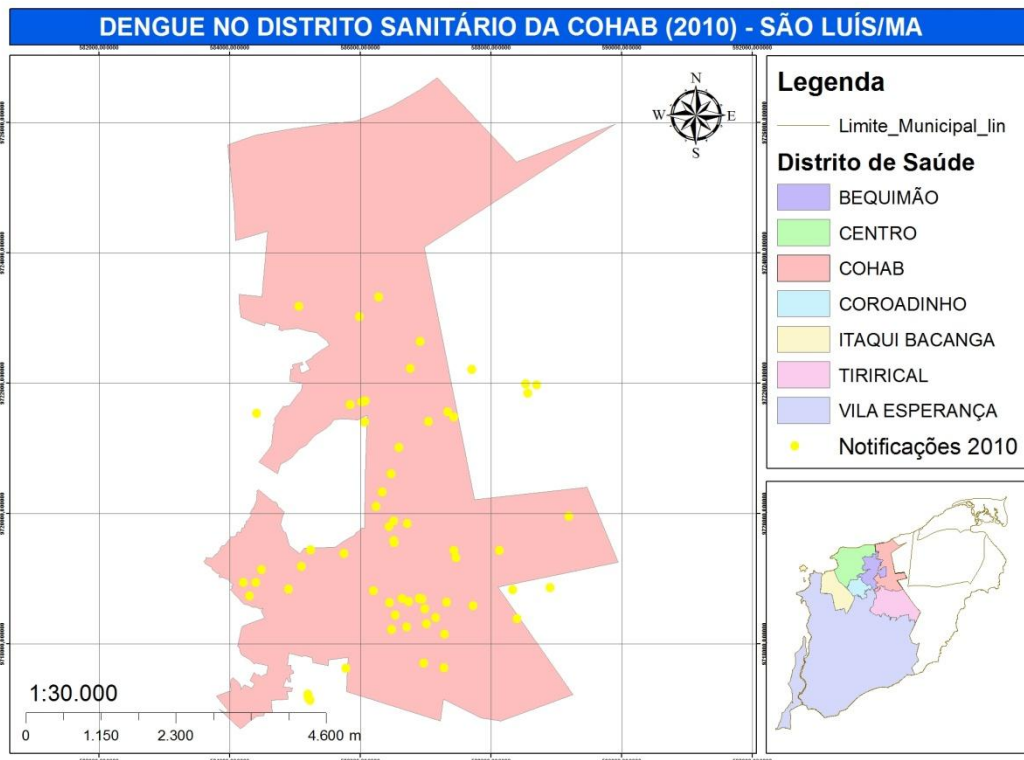 DENGUE NO DISTRITO SANITÁRIO DA COHAB (2010) - SÃO LUÍS/MA
N
W E
S
1:30.000
0 1.150 2.300 4.600 m
Legenda
Limite_Municipal_lin
Distrito de Saúde
BEQUIMÃO
CENTRO
COHAB
COROADINHO
ITAQUI BACANGA
TIRIRICAL
VILA ESPERANÇA
Notificações 2010